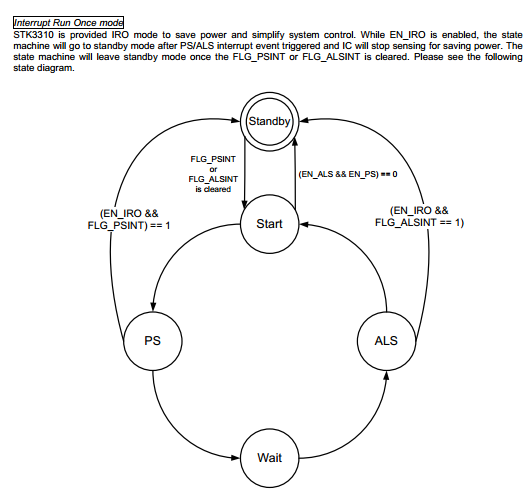 Interrupt Run Once mode
STK3310 is provided IRO mode to save power and simplify system control. While EN_IRO is enabled, the state
machine will go to standby mode after PS/ALS interrupt event triggered and IC will stop sensing for saving power. The
state machine will leave standby mode once the FLG_PSINT or FLG_ALSINT is cleared. Please see the following
state diagram.
Standby
FLG_PSINT
or
FLG_ALSINT
is cleared
(EN_ALS && EN_PS) == 0
(EN_IRO &&
FLG_PSINT) == 1
(EN_IRO &&
FLG_ALSINT == 1)
Start
PS
ALS
Wait